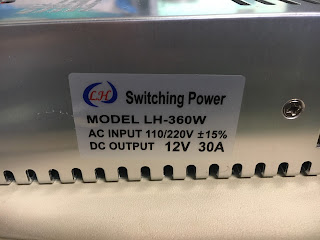 LH Switching Power
MODEL LH-360W
AC INPUT 110/220V ±15%
DC OUTPUT 12V 30A